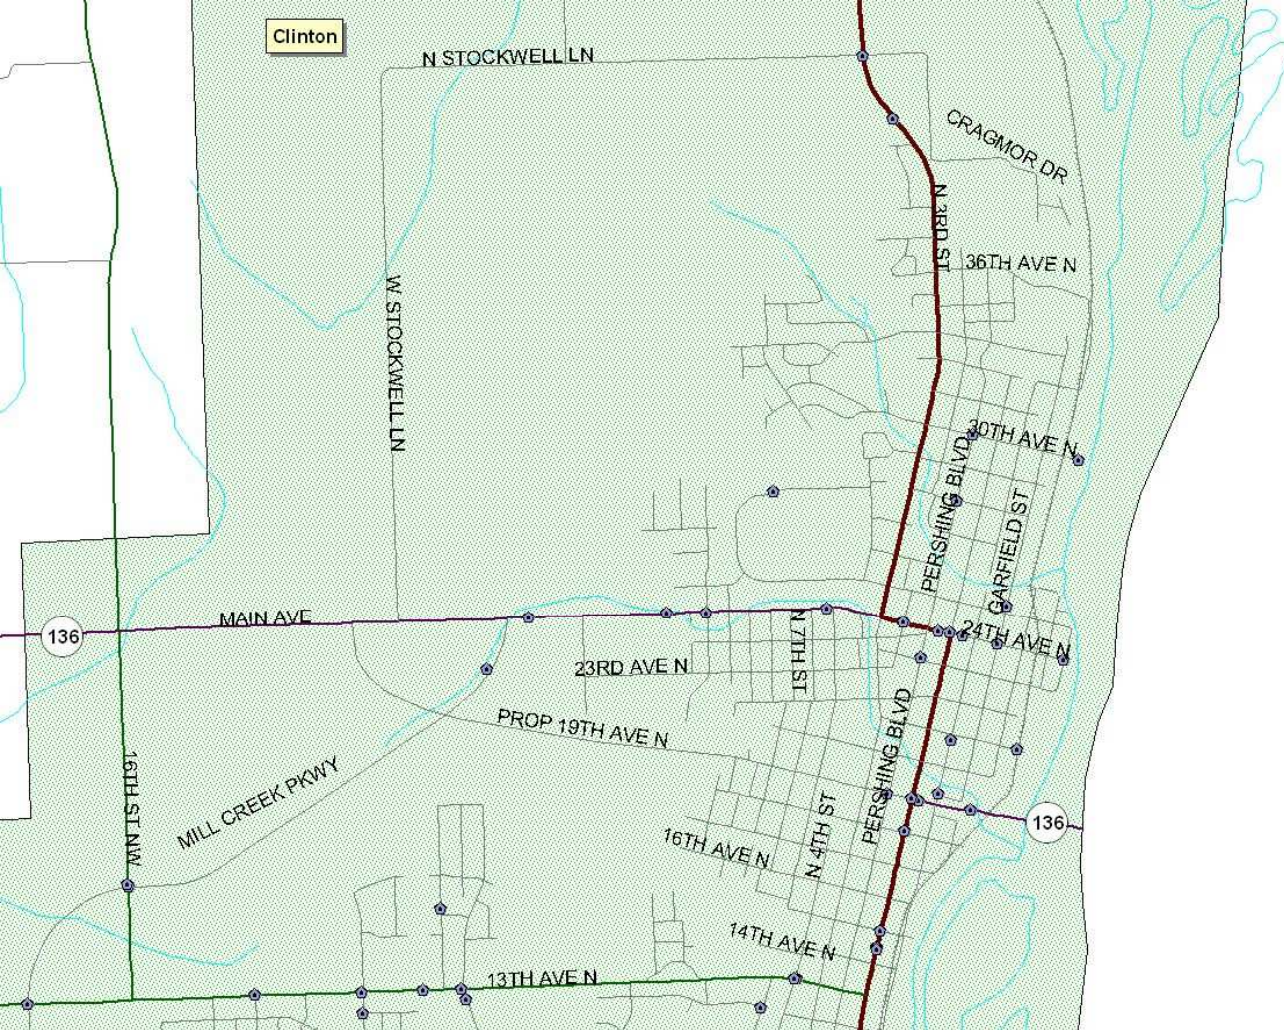 Clinton
N STOCKWELL LN
CRAGMOR DR
N 3RD ST
36TH AVE N
W STOCKWELL LN
30TH AVE N
PERSHING BLVD
GARFIELD ST
MAIN AVE
136
24TH AVE N
N 7TH ST
23RD AVE N
PROP 19TH AVE N
PERSHING BLVD
16TH ST NW
MILL CREEK PKWY
N 4TH ST
136
16TH AVE N
14TH AVE N
13TH AVE N